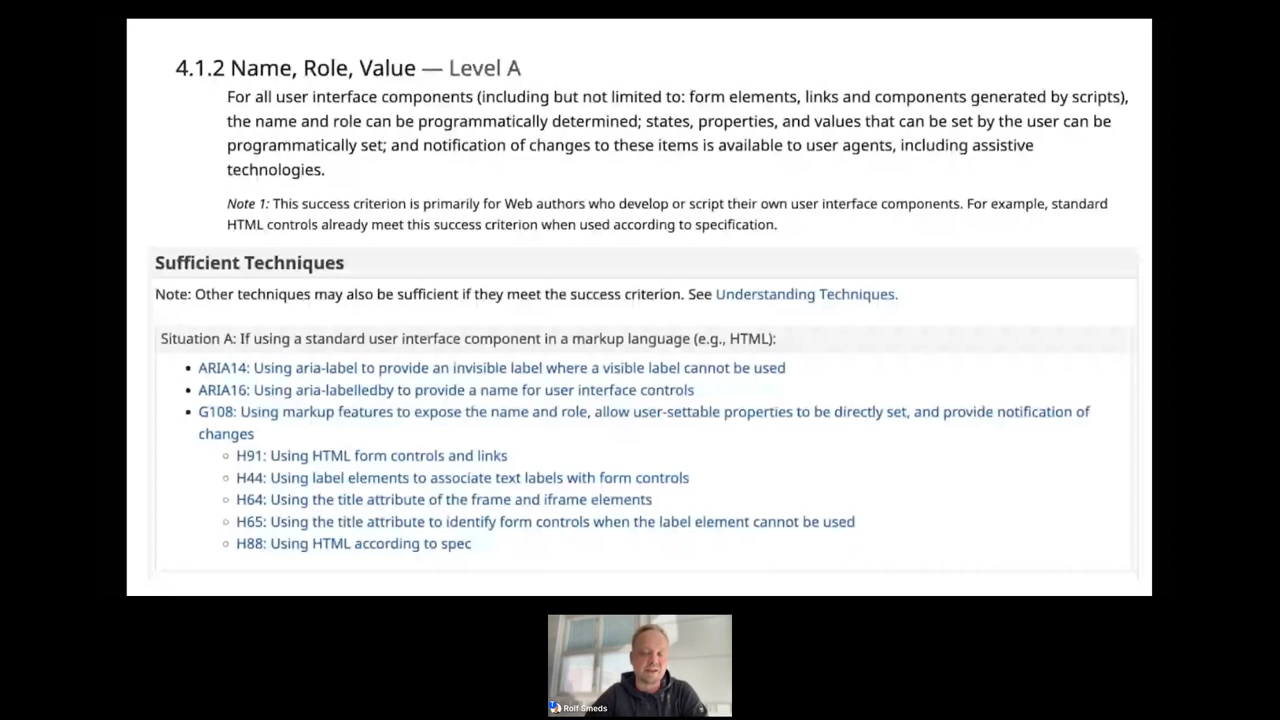 4.1.2 Name, Role, Value — Level A
For all user interface components (including but not limited to: form elements, links and components generated by scripts),
the name and role can be programmatically determined; states, properties, and values that can be set by the user can be
programmatically set; and notification of changes to these items is available to user agents, including assistive
technologies.
Note 1: This success criterion is primarily for Web authors who develop or script their own user interface components. For example, standard
HTML controls already meet this success criterion when used according to specification.
Sufficient Techniques
Note: Other techniques may also be sufficient if they meet the success criterion. See Understanding Techniques.
Situation A: If using a standard user interface component in a markup language (e.g., HTML):
• ARIA14: Using aria-label to provide an invisible label where a visible label cannot be used
• ARIA16: Using aria-labelledby to provide a name for user interface controls
• G108: Using markup features to expose the name and role, allow user-settable properties to be directly set, and provide notification of
changes
○ H91: Using HTML form controls and links
○ H44: Using label elements to associate text labels with form controls
○ H64: Using the title attribute of the frame and iframe elements
○ H65: Using the title attribute to identify form controls when the label element cannot be used
○ H88: Using HTML according to spec
Rolf Smeds